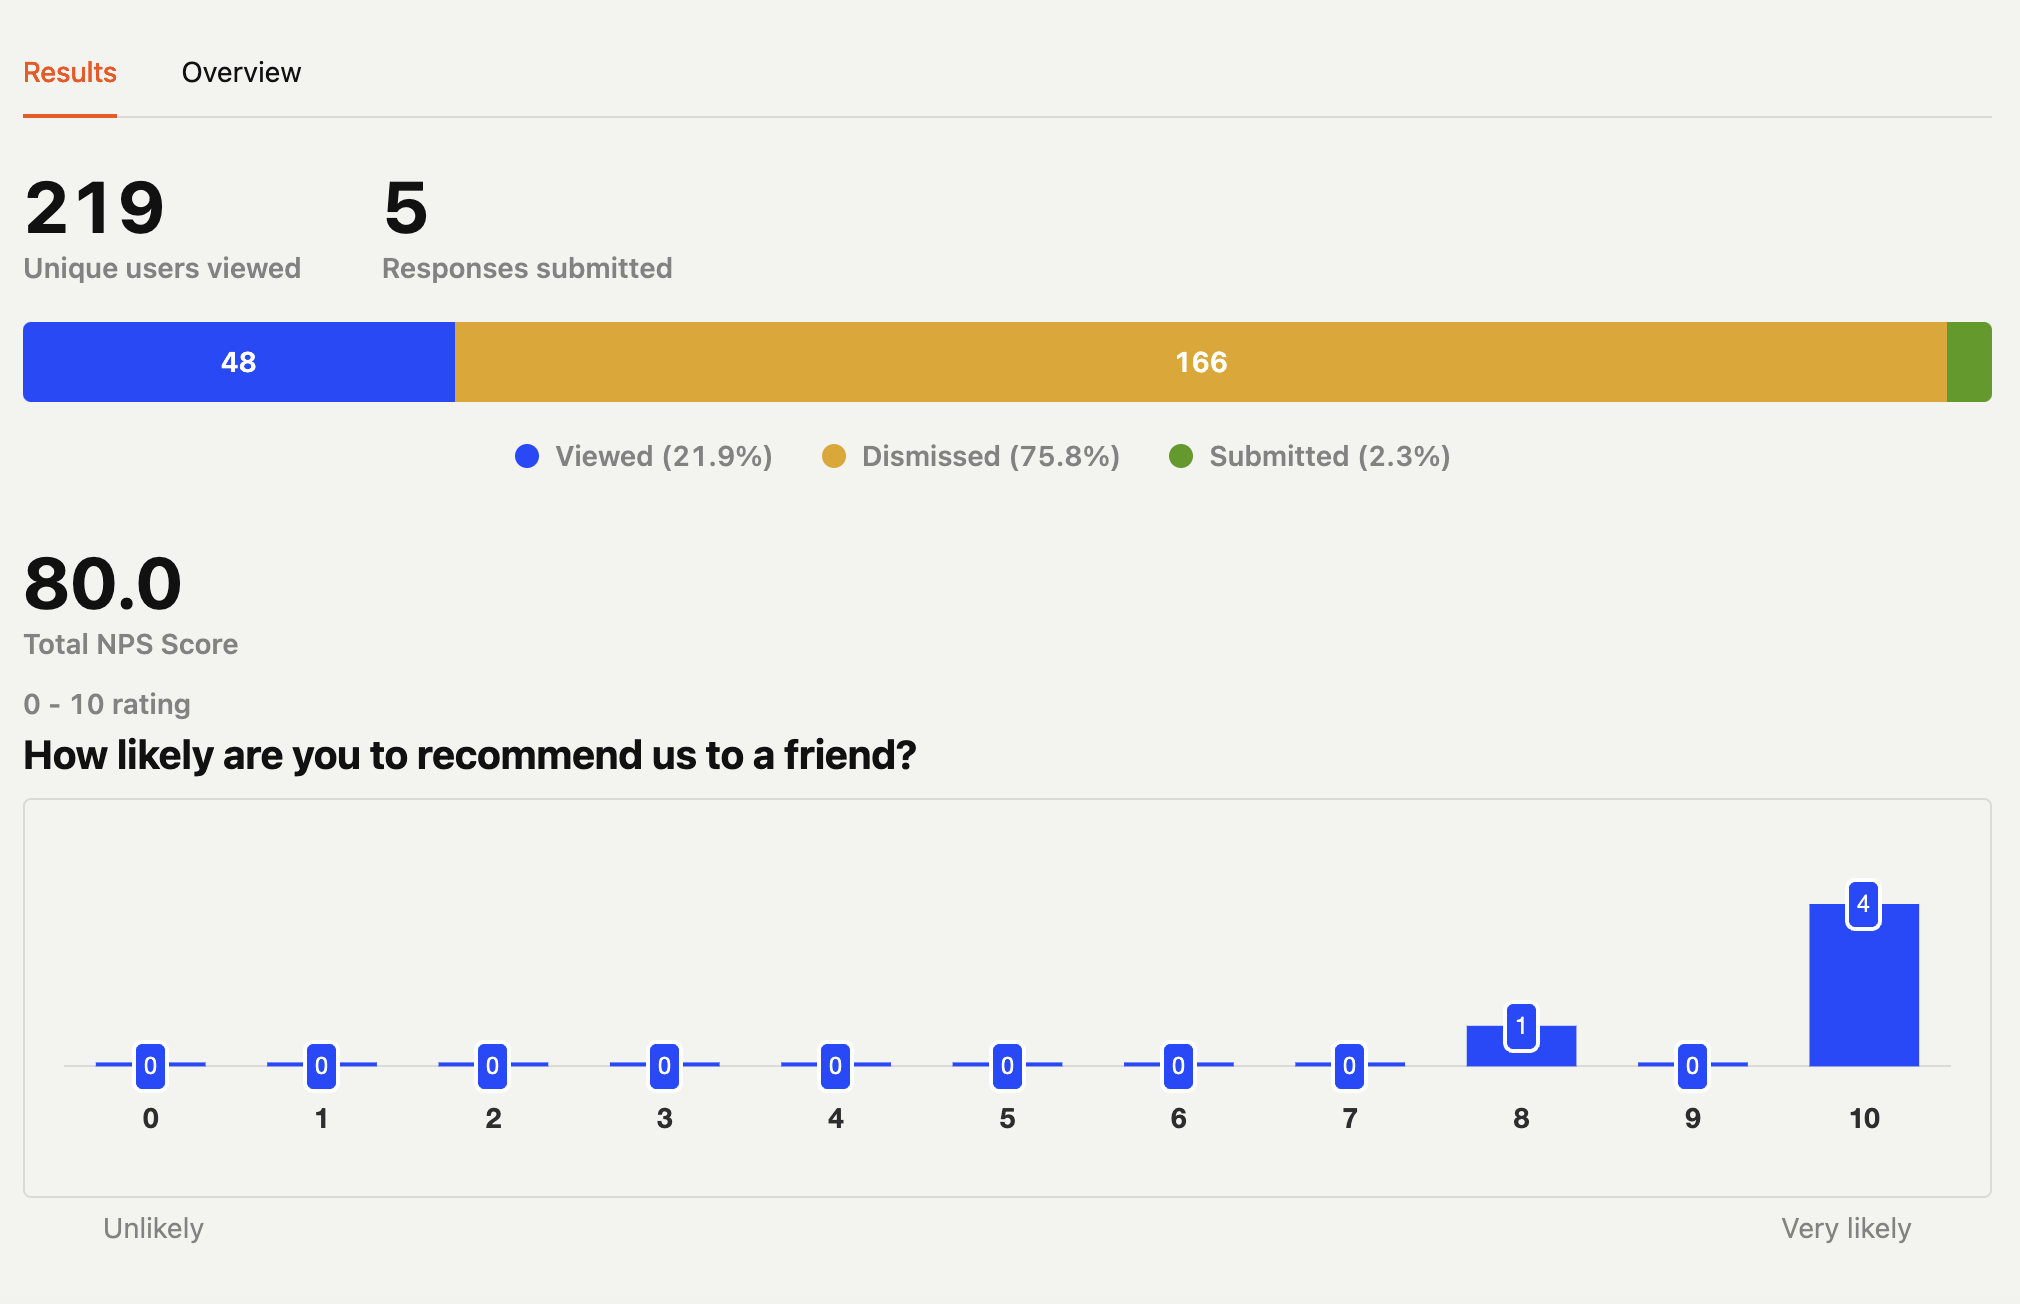 Results Overview
219 5
Unique users viewed Responses submitted
48 166
Viewed (21.9%) Dismissed (75.8%) Submitted (2.3%)
80.0
Total NPS Score
0 - 10 rating
How likely are you to recommend us to a friend?
4
1
0 0 0 0 0 0 0 0 0
0 1 2 3 4 5 6 7 8 9 10
Unlikely Very likely